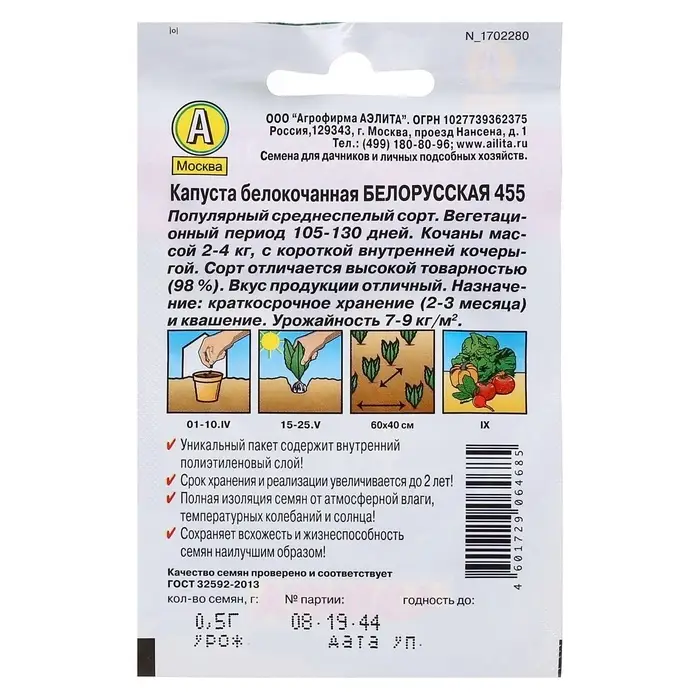 N_1702280
ООО "Агрофирма АЭЛИТА". ОГРН 1027739362375
Россия,129343, г. Москва, проезд Нансена, д. 1
Тел.: (499) 180-80-96; www.ailita.ru
Семена для дачников и личных подсобных хозяйств.
А
Москва
Капуста белокочанная БЕЛОРУССКАЯ 455
Популярный среднеспелый сорт. Вегетаци-
онный период 105-130 дней. Кочаны мас-
сой 2-4 кг, с короткой внутренней кочеры-
гой. Сорт отличается высокой товарностью
(98 %). Вкус продукции отличный. Назначе-
ние: краткосрочное хранение (2-3 месяца)
и квашение. Урожайность 7-9 кг/м².
01-10.IV 15-25.V 60x40 см IX
✓ Уникальный пакет содержит внутренний
полиэтиленовый слой!
✓ Срок хранения и реализации увеличивается до 2 лет!
✓ Полная изоляция семян от атмосферной влаги,
температурных колебаний и солнца!
✓ Сохраняет всхожесть и жизнеспособность
семян наилучшим образом!
4 601729 064685
Качество семян проверено и соответствует
ГОСТ 32592-2013
кол-во семян, г: № партии: годность до:
0,5Г 08-19-44
УРОЖ. ДАТА УП.